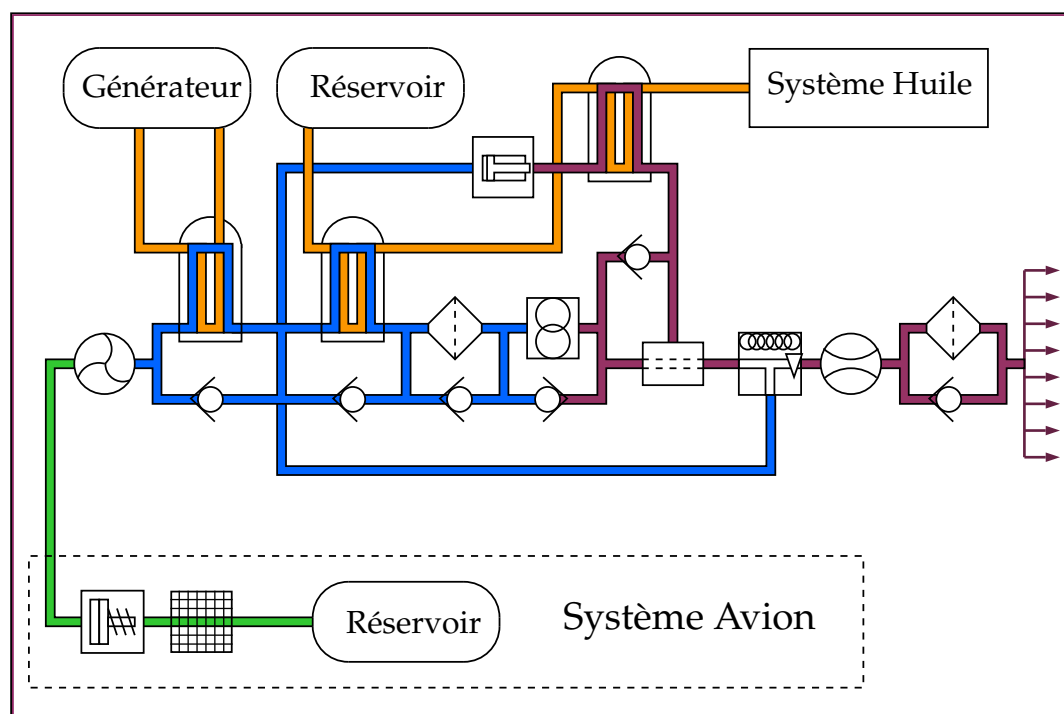 Générateur
Réservoir
Système Huile
Réservoir
Système Avion